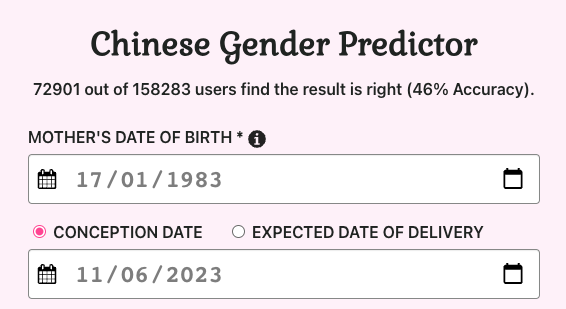 Chinese Gender Predictor
72901 out of 158283 users find the result is right (46% Accuracy).
MOTHER'S DATE OF BIRTH *
17/01/1983
CONCEPTION DATE EXPECTED DATE OF DELIVERY
11/06/2023